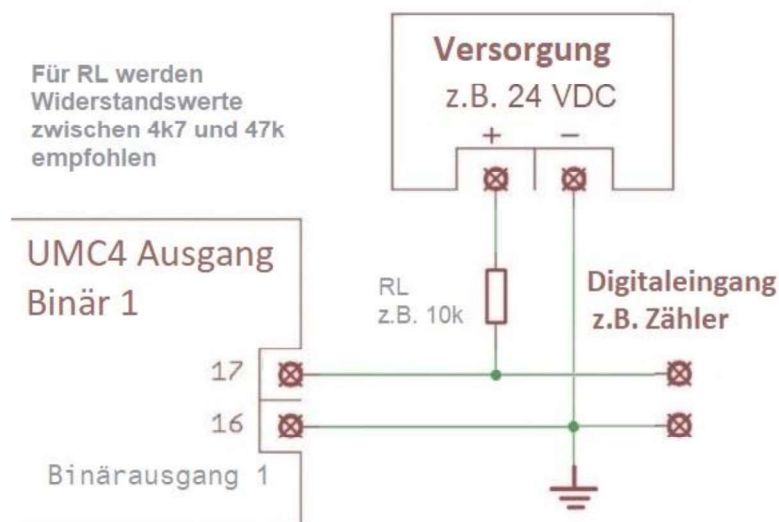 Für RL werden
Widerstandswerte
zwischen 4k7 und 47k
empfohlen
Versorgung
z.B. 24 VDC
+ −
UMC4 Ausgang
Binär 1
RL
z.B. 10k
Digitaleingang
z.B. Zähler
17
16
Binärausgang 1